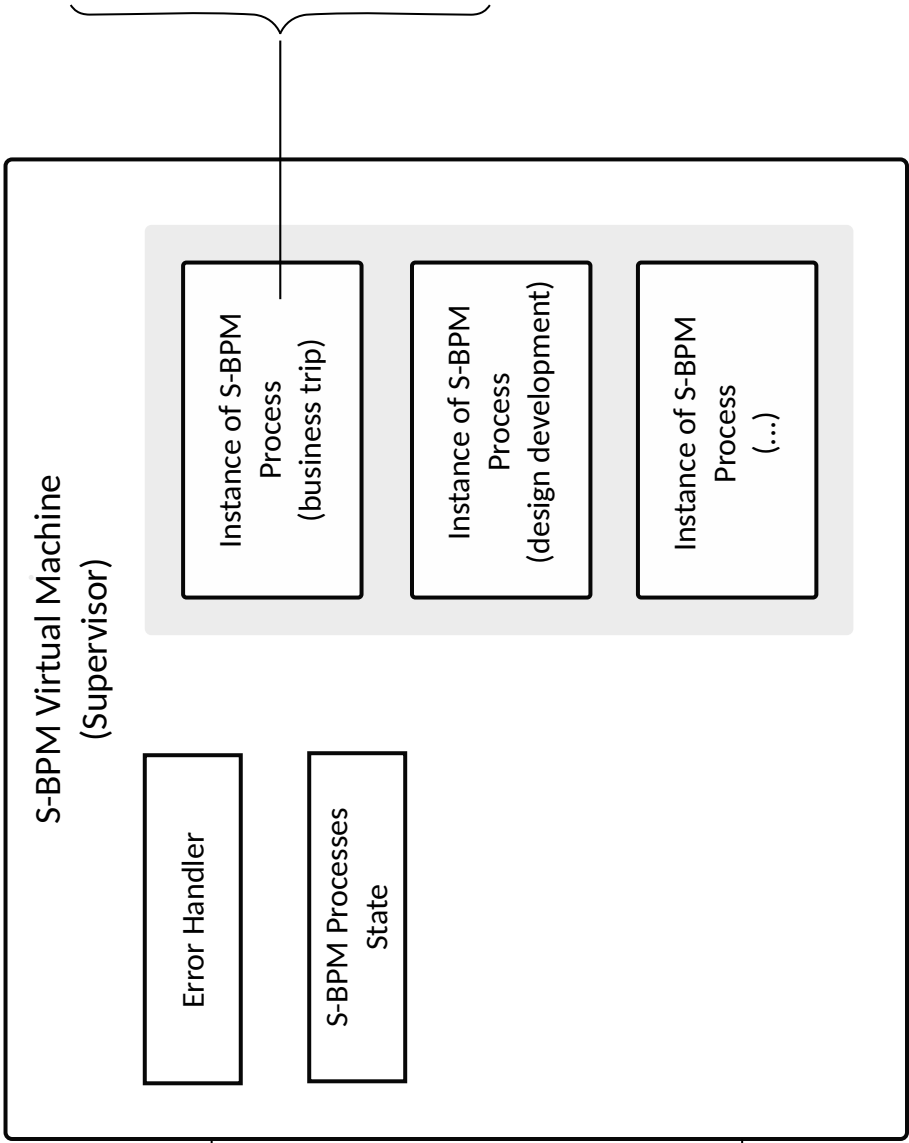 S-BPM Virtual Machine
(Supervisor)
Error Handler
S-BPM Processes
State
Instance of S-BPM
Process
(business trip)
Instance of S-BPM
Process
(design development)
Instance of S-BPM
Process
(...)